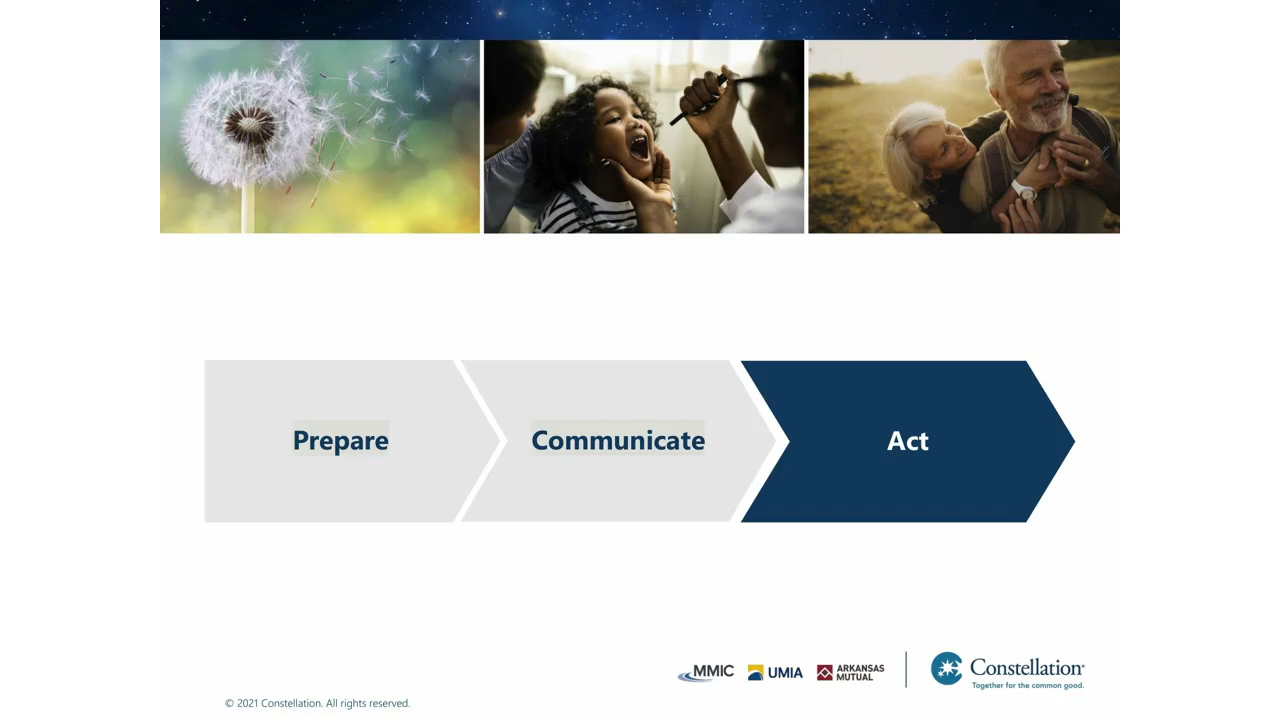 Prepare
Communicate
Act
MMIC
UMIA
ARKANSAS
MUTUAL
Constellation®
Together for the common good.
© 2021 Constellation. All rights reserved.